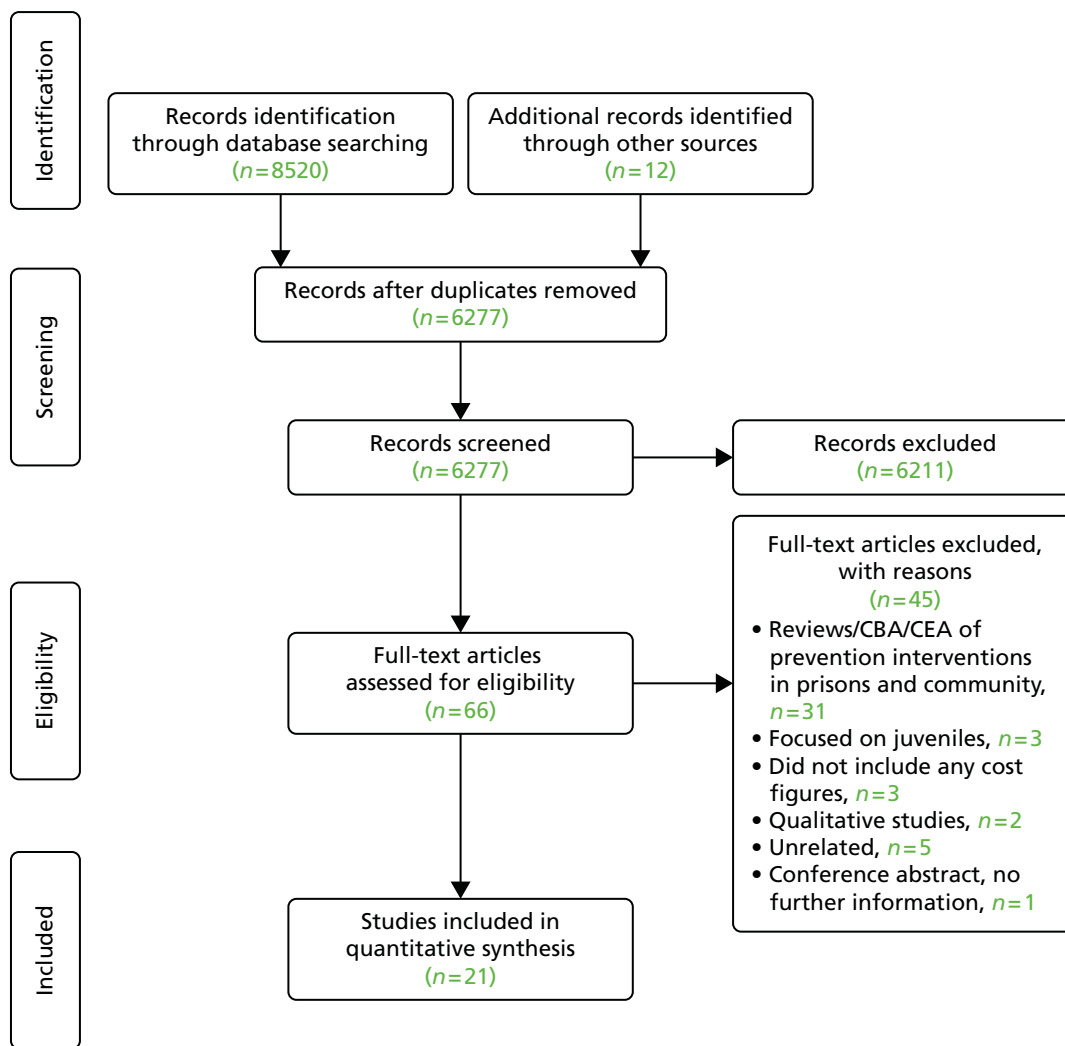 Identification
Records identification
through database searching
(n=8520)
Additional records identified
through other sources
(n=12)
Screening
Records after duplicates removed
(n=6277)
Records screened
(n=6277)
Records excluded
(n=6211)
Eligibility
Full-text articles
assessed for eligibility
(n=66)
Full-text articles excluded,
with reasons
(n=45)
• Reviews/CBA/CEA of
prevention interventions
in prisons and community,
n=31
• Focused on juveniles, n=3
• Did not include any cost
figures, n=3
• Qualitative studies, n=2
• Unrelated, n=5
• Conference abstract, no
further information, n=1
Included
Studies included in
quantitative synthesis
(n=21)